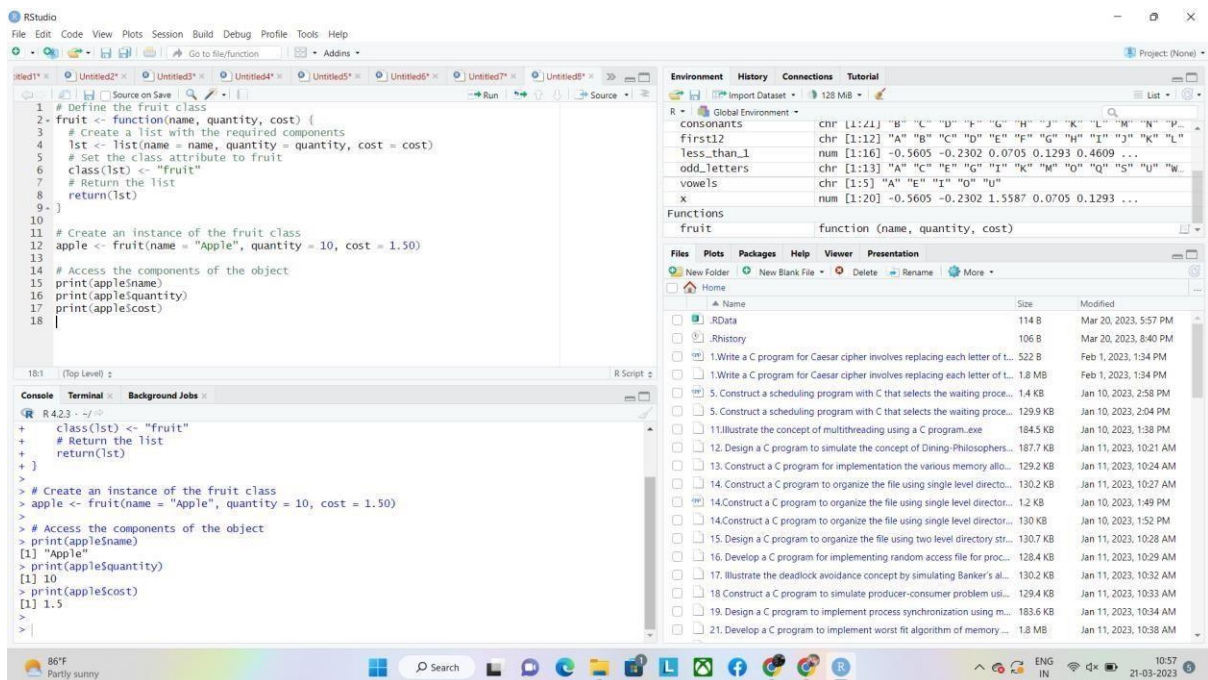 RStudio
File Edit Code View Plots Session Build Debug Profile Tools Help
Go to file/function Addins Project: (None)
:itled1* Untitled2* Untitled3* Untitled4* Untitled5* Untitled6* Untitled7* Untitled8*
Source on Save Run Source
1 # Define the fruit class
2 fruit <- function(name, quantity, cost) {
3 # Create a list with the required components
4 lst <- list(name = name, quantity = quantity, cost = cost)
5 # Set the class attribute to fruit
6 class(lst) <- "fruit"
7 # Return the list
8 return(lst)
9 }
10
11 # Create an instance of the fruit class
12 apple <- fruit(name = "Apple", quantity = 10, cost = 1.50)
13
14 # Access the components of the object
15 print(apple$name)
16 print(apple$quantity)
17 print(apple$cost)
18
18:1 (Top Level) R Script
Console Terminal Background Jobs
R 4.2.3 · ~/
+ class(lst) <- "fruit"
+ # Return the list
+ return(lst)
+ }
>
> # Create an instance of the fruit class
> apple <- fruit(name = "Apple", quantity = 10, cost = 1.50)
>
> # Access the components of the object
> print(apple$name)
[1] "Apple"
> print(apple$quantity)
[1] 10
> print(apple$cost)
[1] 1.5
>
>
Environment History Connections Tutorial
Import Dataset 128 MiB List
R Global Environment
consonants chr [1:21] "B" "C" "D" "F" "G" "H" "J" "K" "L" "M" "N" "P...
first12 chr [1:12] "A" "B" "C" "D" "E" "F" "G" "H" "I" "J" "K" "L"
less_than_1 num [1:16] -0.5605 -0.2302 0.0705 0.1293 0.4609 ...
odd_letters chr [1:13] "A" "C" "E" "G" "I" "K" "M" "O" "Q" "S" "U" "W...
vowels chr [1:5] "A" "E" "I" "O" "U"
x num [1:20] -0.5605 -0.2302 1.5587 0.0705 0.1293 ...
Functions
fruit function (name, quantity, cost)
Files Plots Packages Help Viewer Presentation
New Folder New Blank File Delete Rename More
Home
Name Size Modified
.RData 114 B Mar 20, 2023, 5:57 PM
.Rhistory 106 B Mar 20, 2023, 8:40 PM
1.Write a C program for Caesar cipher involves replacing each letter of t... 522 B Feb 1, 2023, 1:34 PM
1.Write a C program for Caesar cipher involves replacing each letter of t... 1.8 MB Feb 1, 2023, 1:34 PM
5. Construct a scheduling program with C that selects the waiting proce... 1.4 KB Jan 10, 2023, 2:58 PM
5. Construct a scheduling program with C that selects the waiting proce... 129.9 KB Jan 10, 2023, 2:04 PM
11.Illustrate the concept of multithreading using a C program..exe 184.5 KB Jan 10, 2023, 1:38 PM
12. Design a C program to simulate the concept of Dining-Philosophers... 187.7 KB Jan 11, 2023, 10:21 AM
13. Construct a C program for implementation the various memory allo... 129.2 KB Jan 11, 2023, 10:24 AM
14. Construct a C program to organize the file using single level directo... 130.2 KB Jan 11, 2023, 10:27 AM
14.Construct a C program to organize the file using single level director... 1.2 KB Jan 10, 2023, 1:49 PM
14.Construct a C program to organize the file using single level director... 130 KB Jan 10, 2023, 1:52 PM
15. Design a C program to organize the file using two level directory str... 130.7 KB Jan 11, 2023, 10:28 AM
16. Develop a C program for implementing random access file for proc... 128.4 KB Jan 11, 2023, 10:29 AM
17. Illustrate the deadlock avoidance concept by simulating Banker's al... 130.2 KB Jan 11, 2023, 10:32 AM
18 Construct a C program to simulate producer-consumer problem usi... 129.4 KB Jan 11, 2023, 10:33 AM
19. Design a C program to implement process synchronization using m... 183.6 KB Jan 11, 2023, 10:34 AM
21. Develop a C program to implement worst fit algorithm of memory ... 1.8 MB Jan 11, 2023, 10:38 AM
86°F
Partly sunny
Search
ENG
IN
10:57
21-03-2023
5